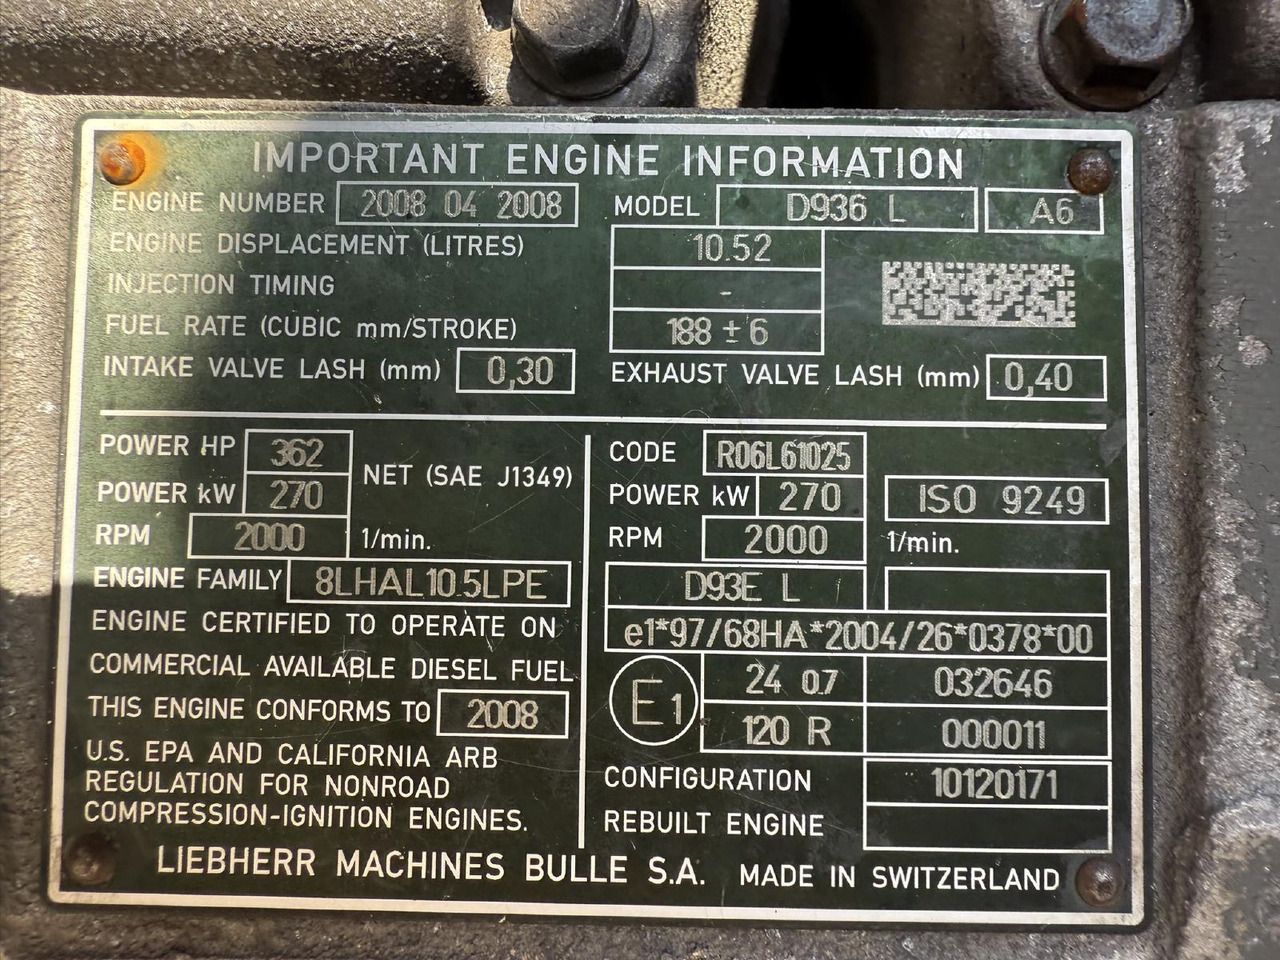 IMPORTANT ENGINE INFORMATION
ENGINE NUMBER 2008 04 2008 MODEL D936 L A6
ENGINE DISPLACEMENT (LITRES) 10.52
INJECTION TIMING -
FUEL RATE (CUBIC mm/STROKE) 188 ± 6
INTAKE VALVE LASH (mm) 0,30 EXHAUST VALVE LASH (mm) 0,40
POWER HP 362
POWER kW 270
NET (SAE J1349)
RPM 2000 1/min.
ENGINE FAMILY 8LHAL10.5LPE
ENGINE CERTIFIED TO OPERATE ON
COMMERCIAL AVAILABLE DIESEL FUEL
THIS ENGINE CONFORMS TO 2008
U.S. EPA AND CALIFORNIA ARB
REGULATION FOR NONROAD
COMPRESSION-IGNITION ENGINES.
CODE R06L61025
POWER kW 270 ISO 9249
RPM 2000 1/min.
D93E L
e1*97/68HA*2004/26*0378*00
E1 24 07 032646
120 R 000011
CONFIGURATION 10120171
REBUILT ENGINE
LIEBHERR MACHINES BULLE S.A. MADE IN SWITZERLAND